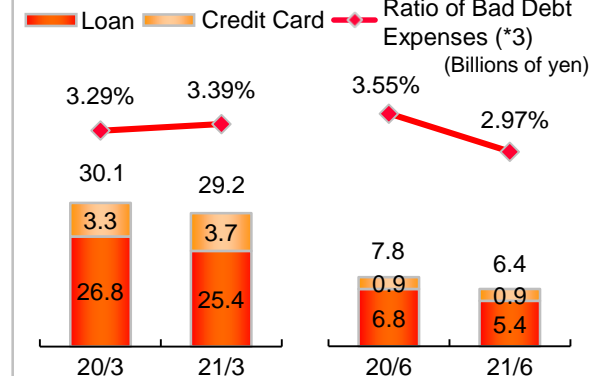 Loan Credit Card Ratio of Bad Debt
Expenses (*3)
(Billions of yen)
3.29% 3.39% 3.55% 2.97%
30.1 29.2 7.8 6.4
3.3 3.7 0.9 0.9
26.8 25.4 6.8 5.4
20/3 21/3 20/6 21/6